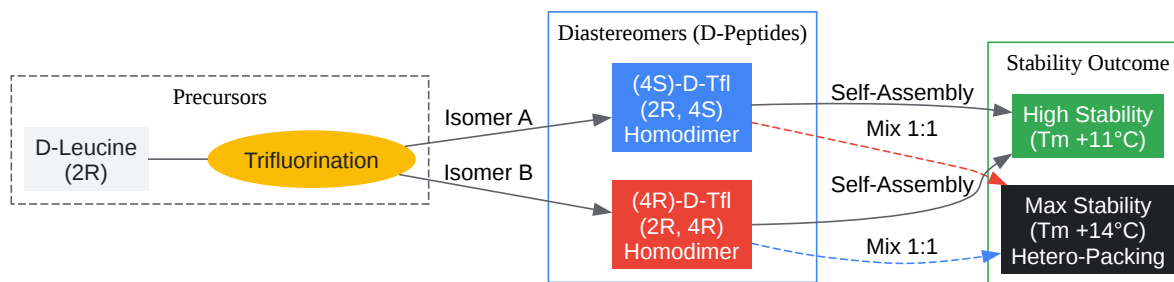 Precursors
D-Leucine
(2R)
Trifluorination
Isomer A
Isomer B
Diastereomers (D-Peptides)
(4S)-D-Tfl
(2R, 4S)
Homodimer
(4R)-D-Tfl
(2R, 4R)
Homodimer
Self-Assembly
Mix 1:1
Self-Assembly
Mix 1:1
Stability Outcome
High Stability
(Tm +11°C)
Max Stability
(Tm +14°C)
Hetero-Packing